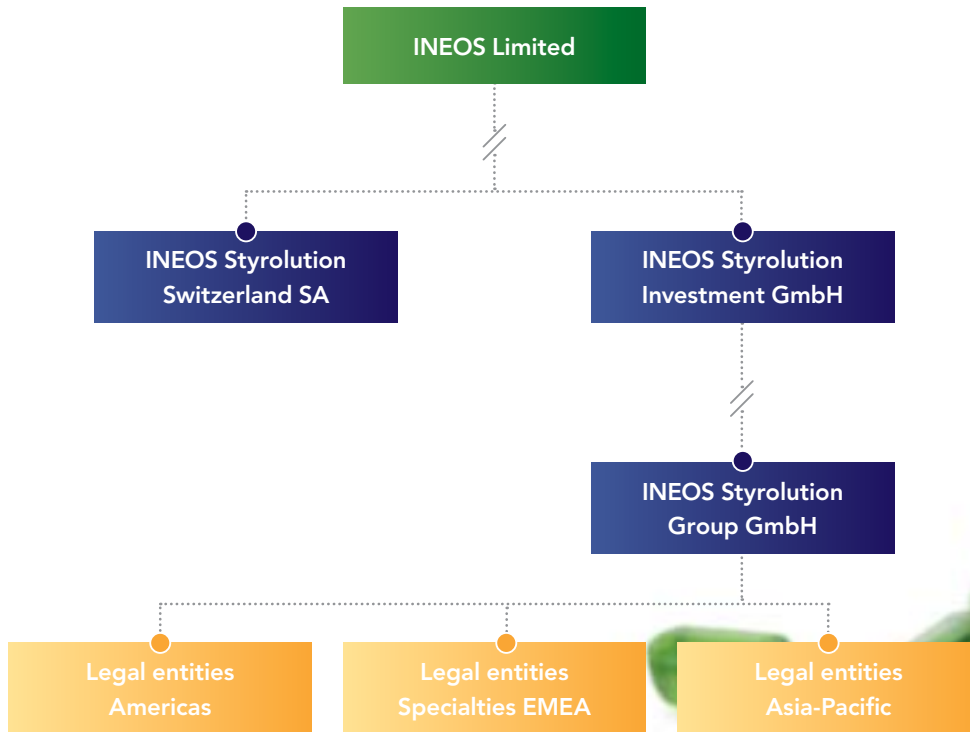 INEOS Limited
INEOS Styrolution
Switzerland SA
INEOS Styrolution
Investment GmbH
INEOS Styrolution
Group GmbH
Legal entities
Americas
Legal entities
Specialties EMEA
Legal entities
Asia-Pacific